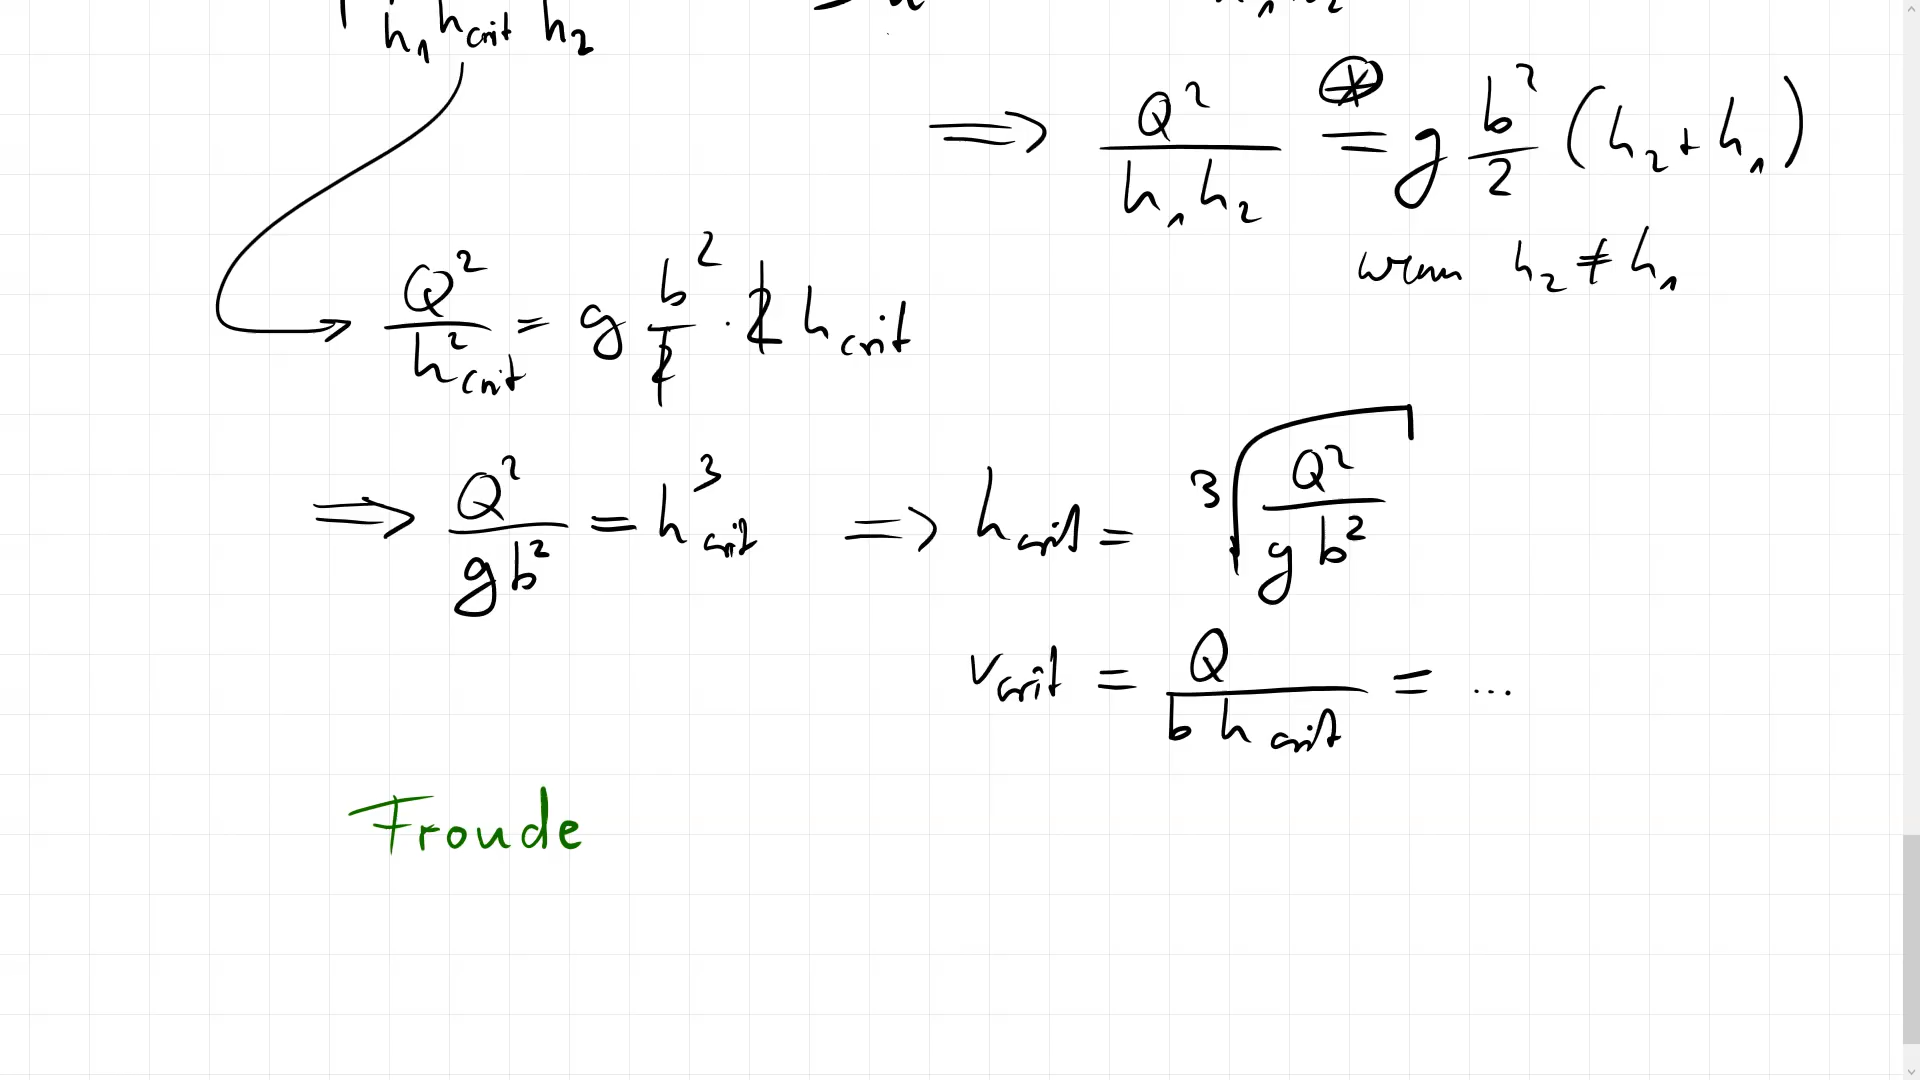 h₁ h_crit h₂
⟹ Q²/(h₁h₂) ⊛= g b²/2 (h₂ + h₁)
wenn h₂ ≠ h₁
Q²/h²_crit = g b²/2 · 2 h_crit
⟹ Q²/(g b²) = h³_crit ⟹ h_crit = ³√(Q²/(g b²))
v_crit = Q/(b h_crit) = ...
Froude